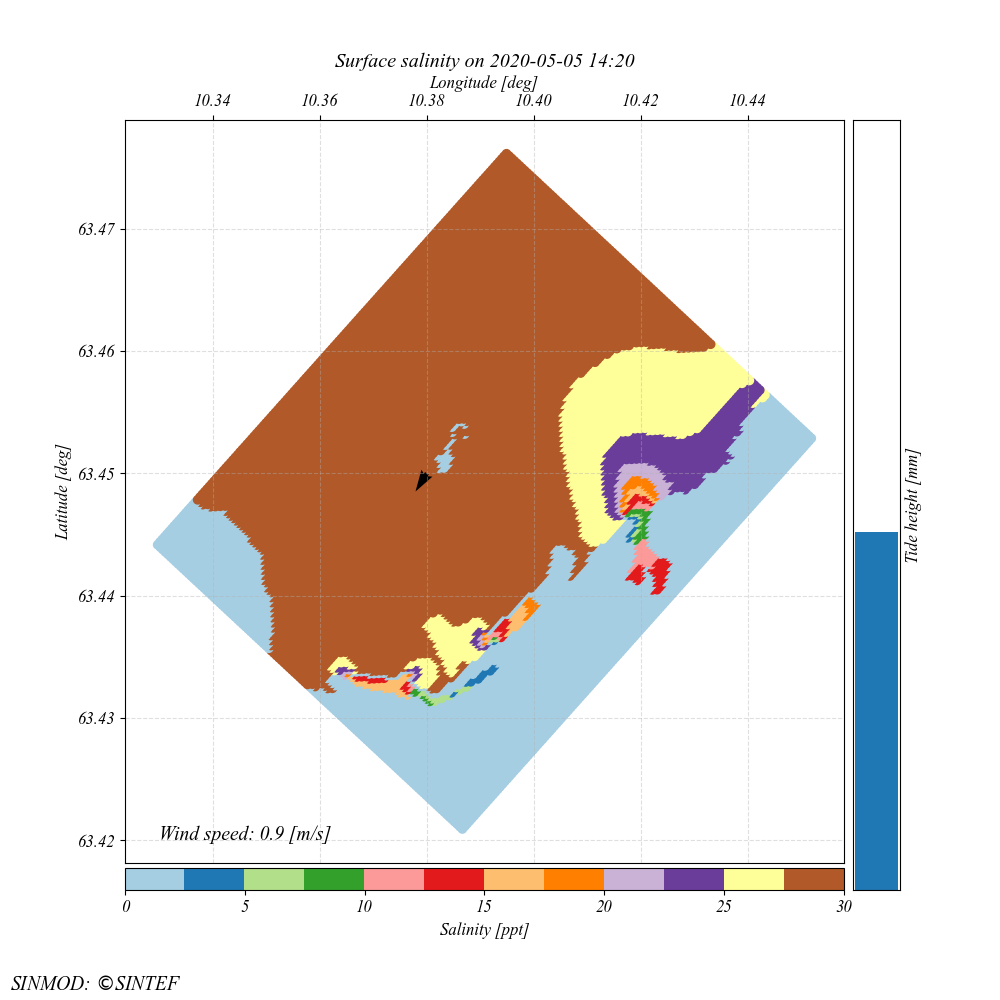 Surface salinity on 2020-05-05 14:20
Longitude [deg]
10.34 10.36 10.38 10.40 10.42 10.44
63.47
63.46
63.45
63.44
63.43
63.42
Latitude [deg]
Tide height [mm]
Wind speed: 0.9 [m/s]
0 5 10 15 20 25 30
Salinity [ppt]
SINMOD: ©SINTEF